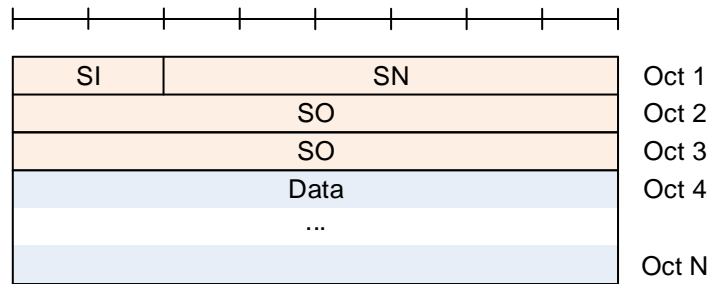 SI SN Oct 1
SO Oct 2
SO Oct 3
Data Oct 4
...
Oct N